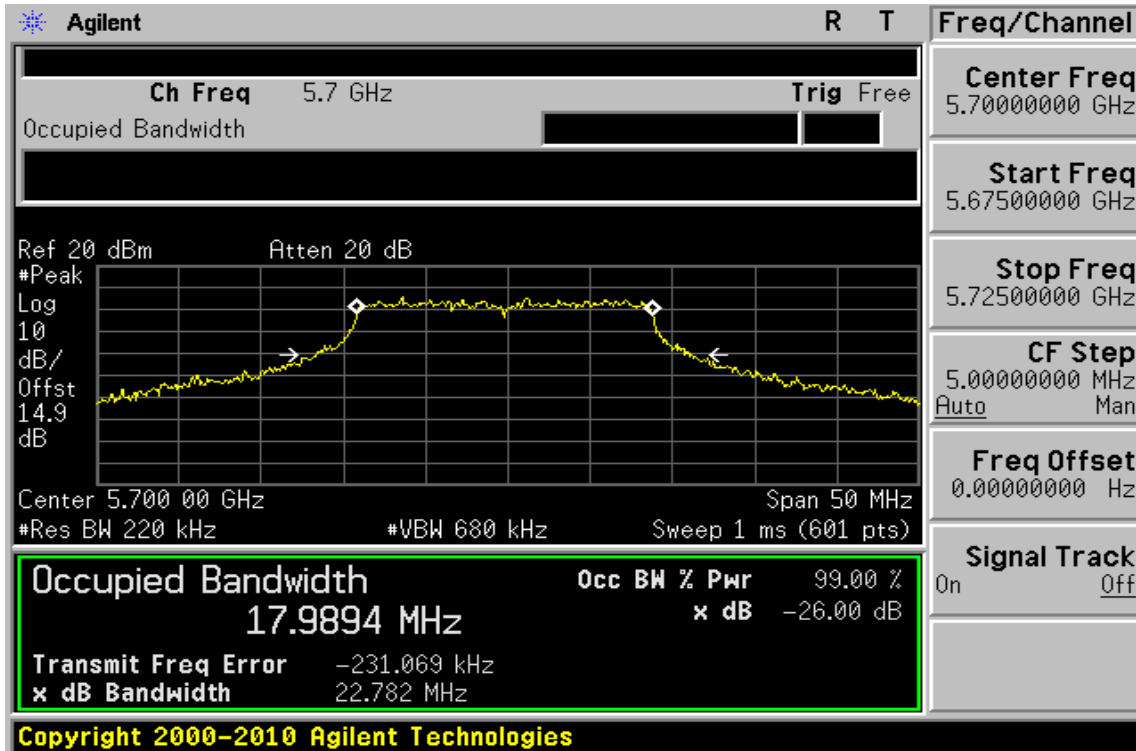 Agilent R T
Ch Freq 5.7 GHz Trig Free
Occupied Bandwidth
Ref 20 dBm Atten 20 dB
#Peak
Log
10
dB/
Offst
14.9
dB
Center 5.700 00 GHz Span 50 MHz
#Res BW 220 kHz #VBW 680 kHz Sweep 1 ms (601 pts)
Occupied Bandwidth Occ BW % Pwr 99.00 %
17.9894 MHz x dB -26.00 dB
Transmit Freq Error -231.069 kHz
x dB Bandwidth 22.782 MHz
Copyright 2000-2010 Agilent Technologies
Freq/Channel
Center Freq
5.70000000 GHz
Start Freq
5.67500000 GHz
Stop Freq
5.72500000 GHz
CF Step
5.00000000 MHz
Auto Man
Freq Offset
0.00000000 Hz
Signal Track
On Off